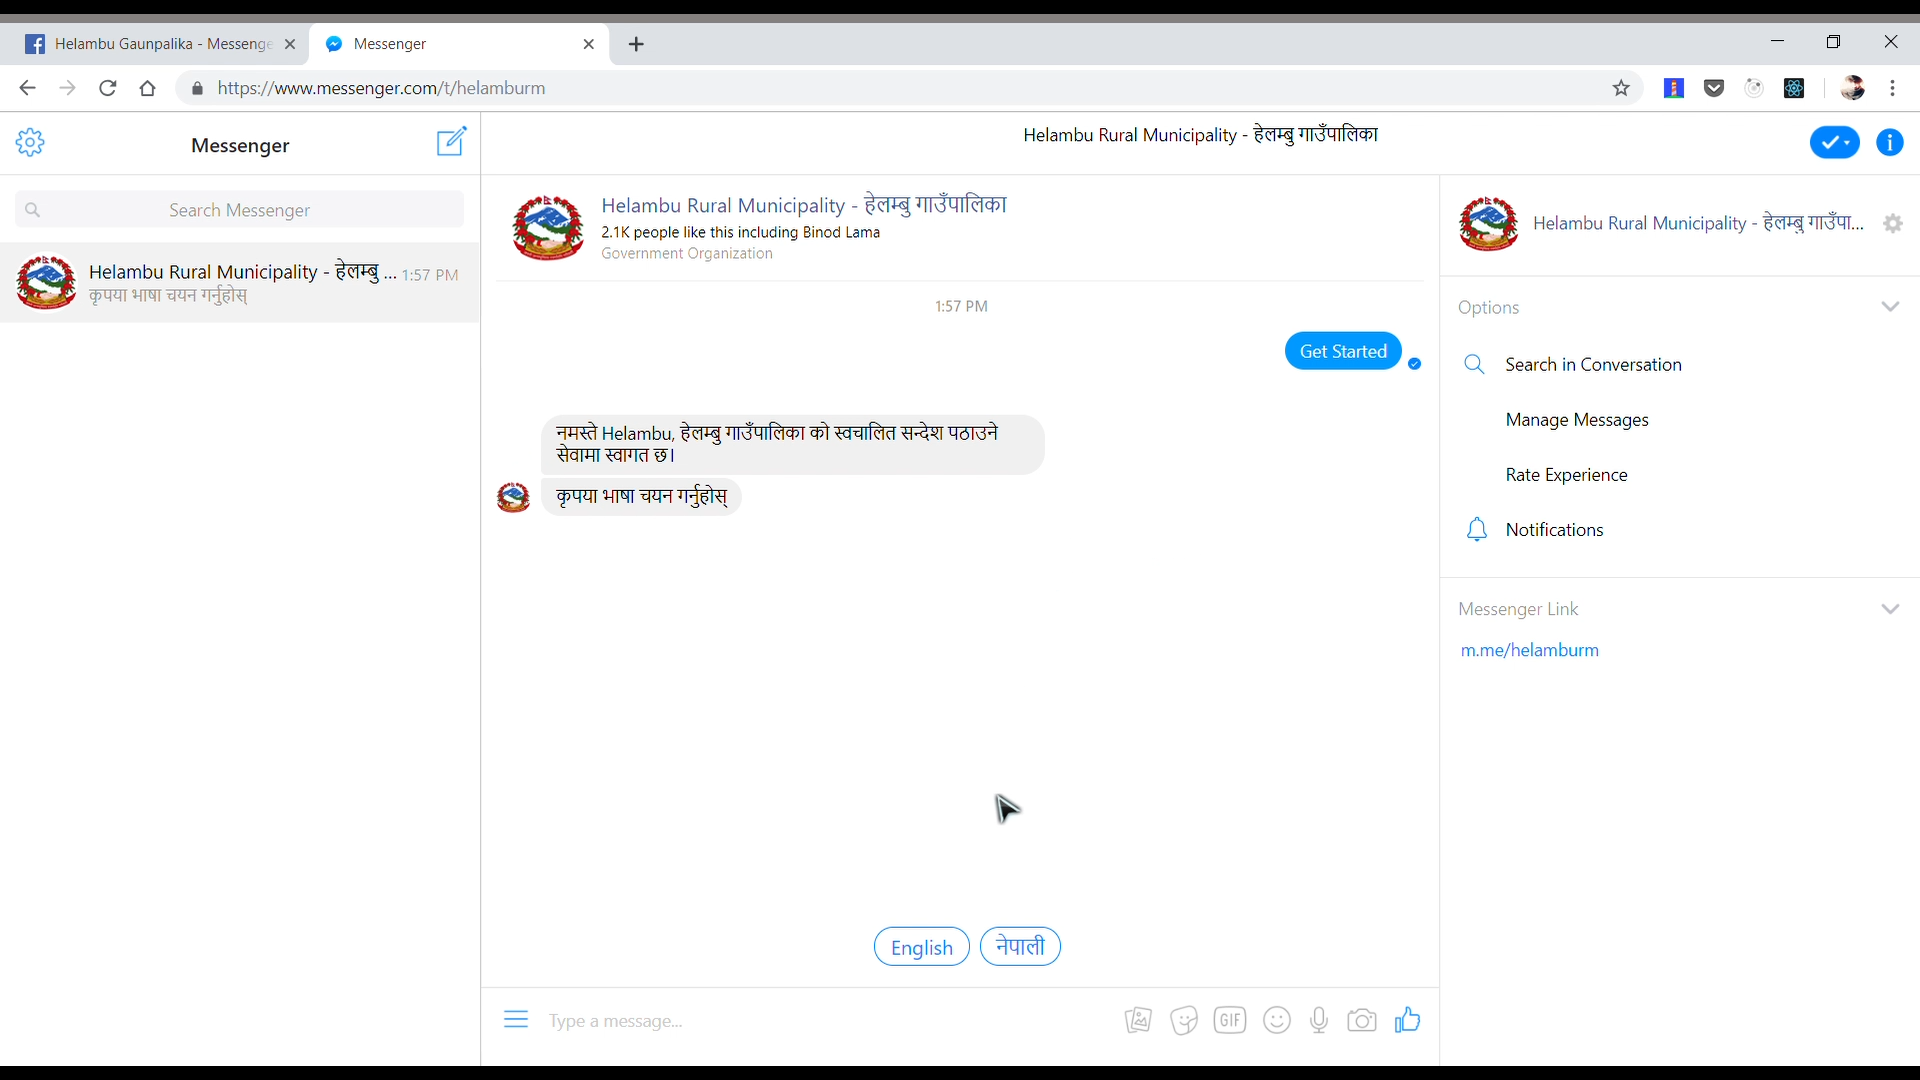 Helambu Gaunpalika - Messenge
Messenger
https://www.messenger.com/t/helamburm
Messenger
Search Messenger
Helambu Rural Municipality - हेलम्बु ... 1:57 PM
कृपया भाषा चयन गर्नुहोस्
Helambu Rural Municipality - हेलम्बु गाउँपालिका
Helambu Rural Municipality - हेलम्बु गाउँपालिका
2.1K people like this including Binod Lama
Government Organization
1:57 PM
Get Started
नमस्ते Helambu, हेलम्बु गाउँपालिका को स्वचालित सन्देश पठाउने
सेवामा स्वागत छ।
कृपया भाषा चयन गर्नुहोस्
English नेपाली
Type a message...
GIF
Helambu Rural Municipality - हेलम्बु गाउँपा...
Options
Search in Conversation
Manage Messages
Rate Experience
Notifications
Messenger Link
m.me/helamburm